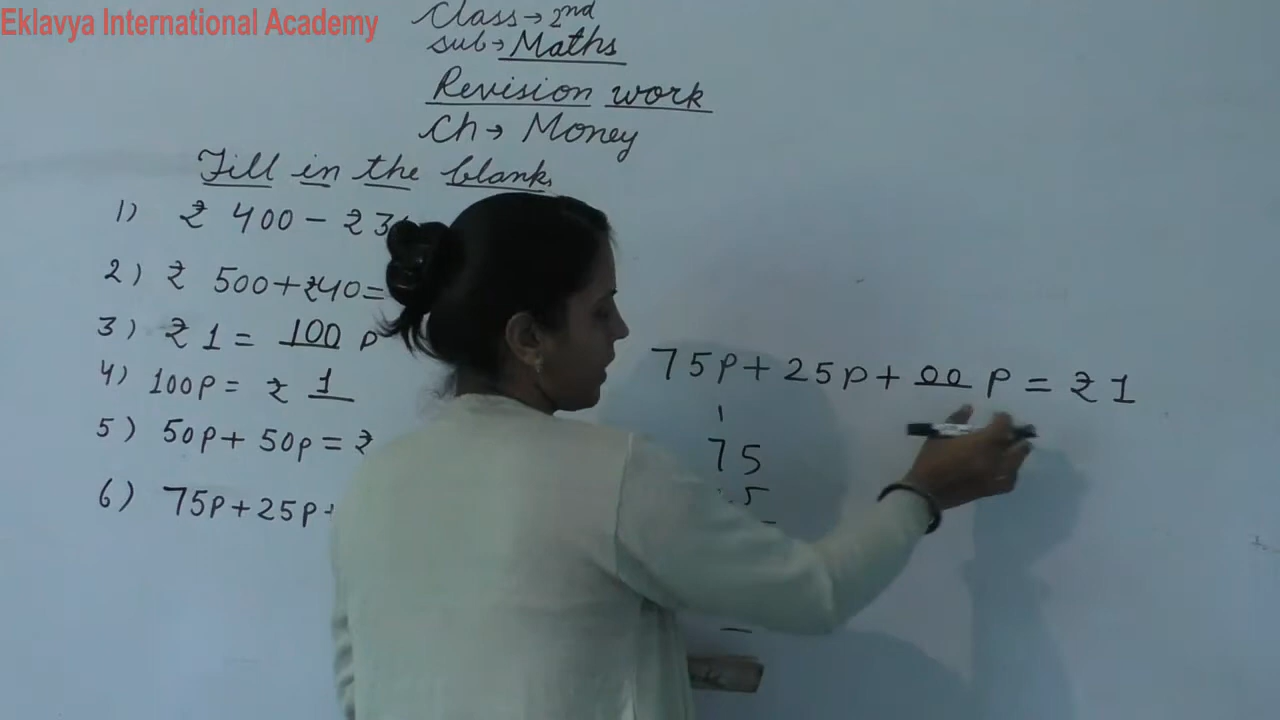 Eklavya International Academy
Class → 2nd
sub → Maths
Revision work
Ch → Money
Fill in the blank
1) ₹ 400 - ₹ 3
2) ₹ 500 + ₹40 =
3) ₹ 1 = 100 p
4) 100p = ₹ 1
5) 50p + 50p = ₹
6) 75p + 25p +
75p + 25p + 00 p = ₹ 1
1
75
5